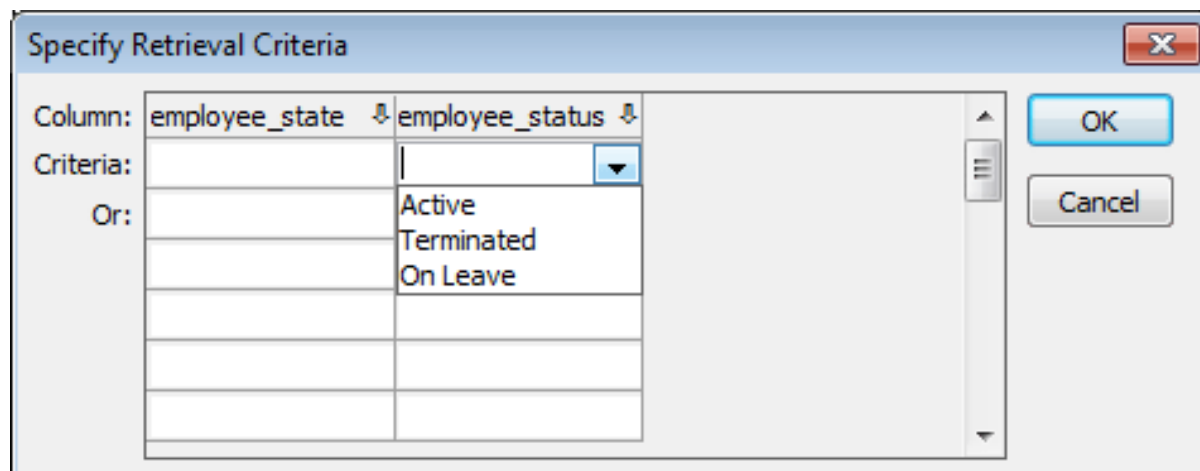 Specify Retrieval Criteria
Column: employee_state employee_status OK
Criteria:
Or: Active Cancel
Terminated
On Leave